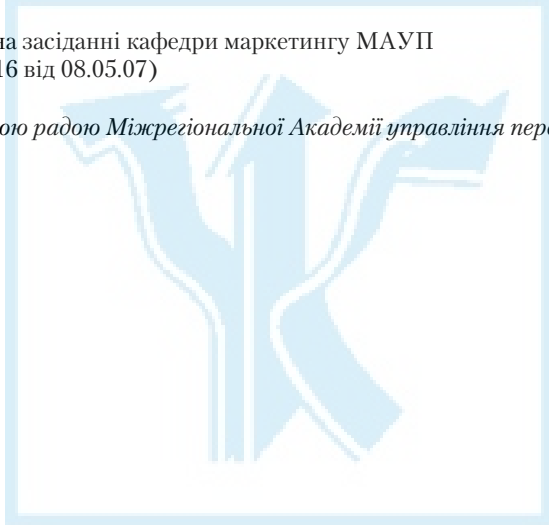 на засіданні кафедри маркетингу МАУП
16 від 08.05.07)
ою радою Міжрегіональної Академії управління пер